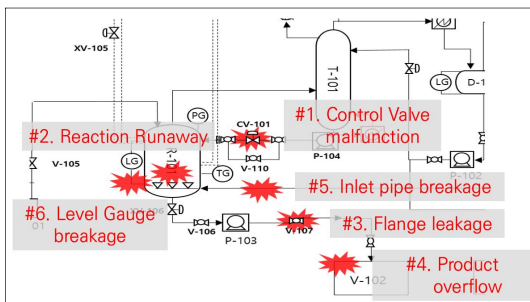 XV-105
PG
CV-101
T-101
LG
D-1
#1. Control Valve
malfunction
#2. Reaction Runaway
V-105
LG
R-1
V-110
TG
P-104
P-102
#5. Inlet pipe breakage
#6. Level Gauge
breakage
01
V-106
P-103
V-107
#3. Flange leakage
#4. Product
overflow
V-102